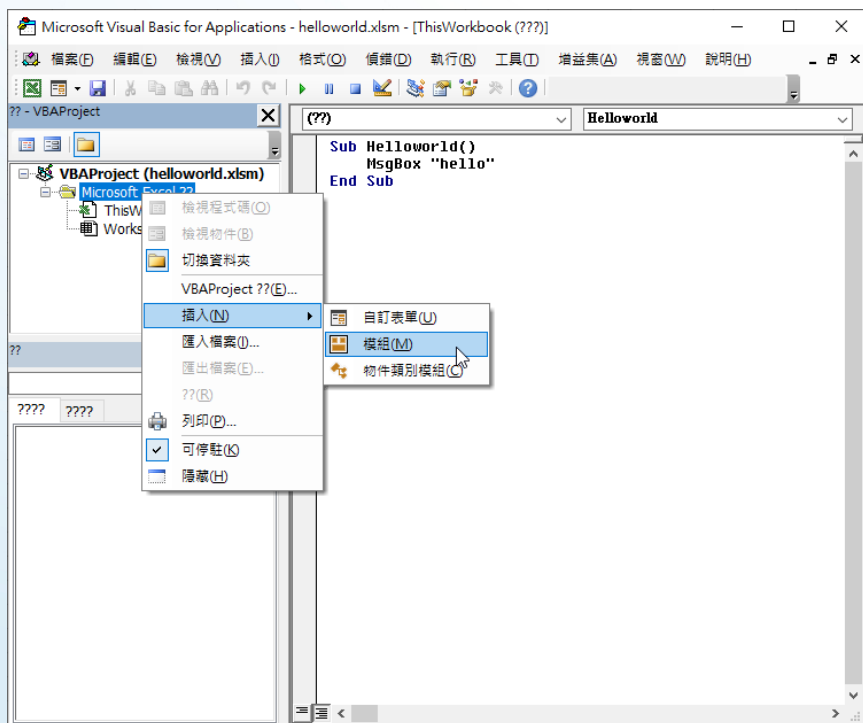 Microsoft Visual Basic for Applications - helloworld.xlsm - [ThisWorkbook (???)]
檔案(F) 編輯(E) 檢視(V) 插入(I) 格式(O) 偵錯(D) 執行(R) 工具(T) 增益集(A) 視窗(W) 說明(H)
?? - VBAProject
(??)
Helloworld
VBAProject (helloworld.xlsm)
Microsoft Excel ??
ThisW
Works
Sub Helloworld()
MsgBox "hello"
End Sub
檢視程式碼(O)
檢視物件(B)
切換資料夾
VBAProject ??(E)...
插入(N)
匯入檔案(I)...
匯出檔案(E)...
??(R)
列印(P)...
可停駐(K)
隱藏(H)
自訂表單(U)
模組(M)
物件類別模組(C)
??
???? ????